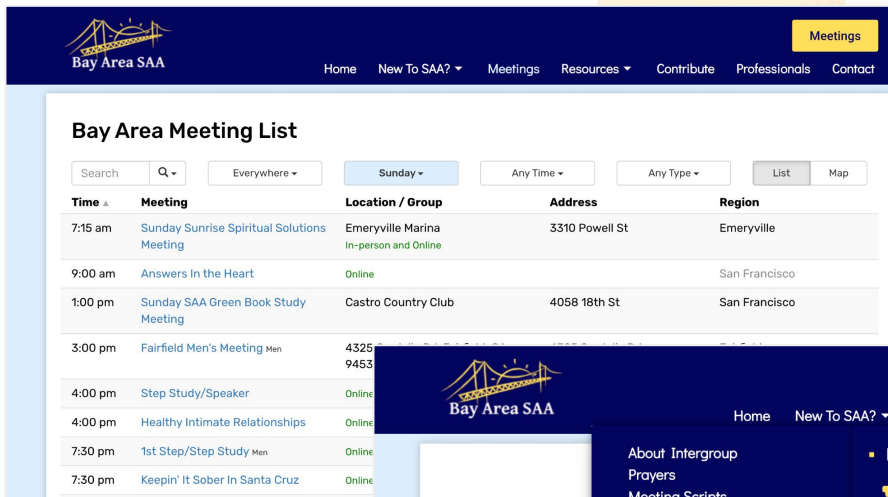 Meetings
Bay Area SAA
Home New To SAA? Meetings Resources Contribute Professionals Contact
Bay Area Meeting List
Search Everywhere Sunday Any Time Any Type List Map
Time Meeting Location / Group Address Region
7:15 am Sunday Sunrise Spiritual Solutions Emeryville Marina 3310 Powell St Emeryville
Meeting In-person and Online
9:00 am Answers In the Heart Online San Francisco
1:00 pm Sunday SAA Green Book Study Castro Country Club 4058 18th St San Francisco
Meeting
3:00 pm Fairfield Men's Meeting Men 4325
9453
4:00 pm Step Study/Speaker Online
4:00 pm Healthy Intimate Relationships Online
7:30 pm 1st Step/Step Study Men Online
7:30 pm Keepin' It Sober In Santa Cruz Online
Bay Area SAA
Home New To SAA?
About Intergroup
Prayers
Meeting Scripts